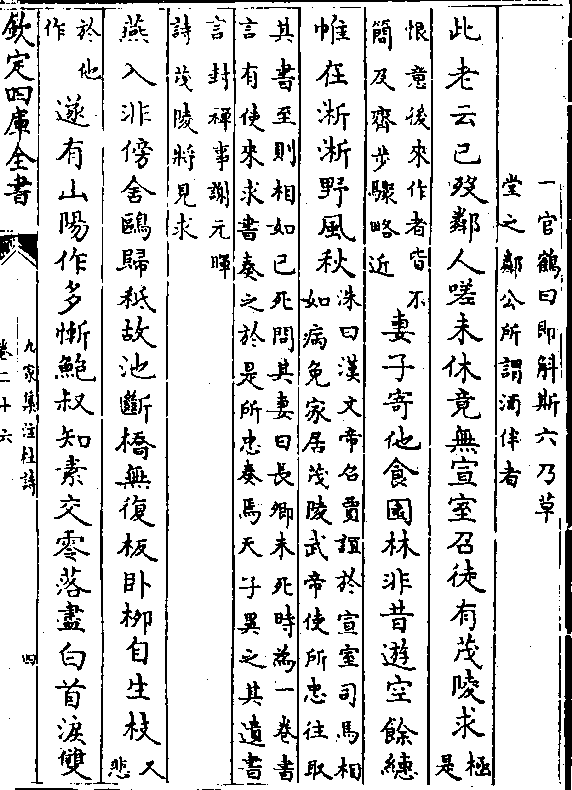 一官鶴曰即斛斯六乃草
堂之鄰公所謂酒伴者
此老云已歿鄰人嗟未休竟無宣室召徒有茂陵求
極是
恨意後來作者皆不
簡及齊步驟略近
妻子寄他食園林非昔遊空餘繐
帷在淅淅野風秋
洙曰漢文帝召賈誼於宣室司馬相
如病免家居茂陵武帝使所忠往取
其書至則相如已死問其妻曰長卿未死時為一卷書
言有使來求書奏之於是所忠奏焉天子異之其遺書
言封禪事謝元暉
詩茂陵將見求
燕入非傍舍鷗歸秪故池斷橋無復板卧柳自生枝
又悲
於他
作
遂有山陽作多慚鮑叔知素交零落盡白首淚雙
欽定四庫全書
九家集注杜詩
卷二十六
四